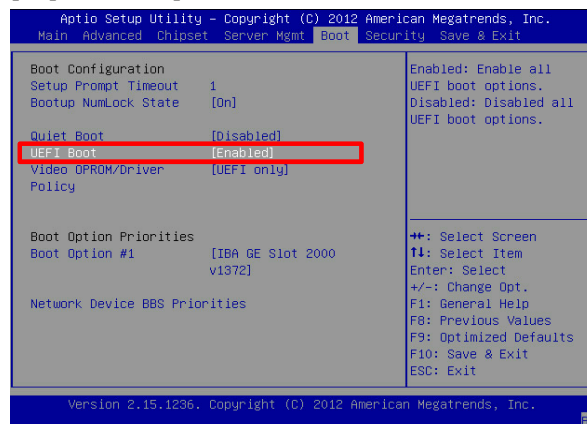 Aptio Setup Utility – Copyright (C) 2012 American Megatrends, Inc.
Main Advanced Chipset Server Mgmt Boot Security Save & Exit
Boot Configuration
Setup Prompt Timeout 1
Bootup NumLock State [On]
Quiet Boot [Disabled]
UEFI Boot [Enabled]
Video OPROM/Driver [UEFI only]
Policy
Boot Option Priorities
Boot Option #1 [IBA GE Slot 2000
v1372]
Network Device BBS Priorities
Enabled: Enable all
UEFI boot options.
Disabled: Disabled all
UEFI boot options.
→←: Select Screen
↑↓: Select Item
Enter: Select
+/-: Change Opt.
F1: General Help
F8: Previous Values
F9: Optimized Defaults
F10: Save & Exit
ESC: Exit
Version 2.15.1236. Copyright (C) 2012 American Megatrends, Inc.